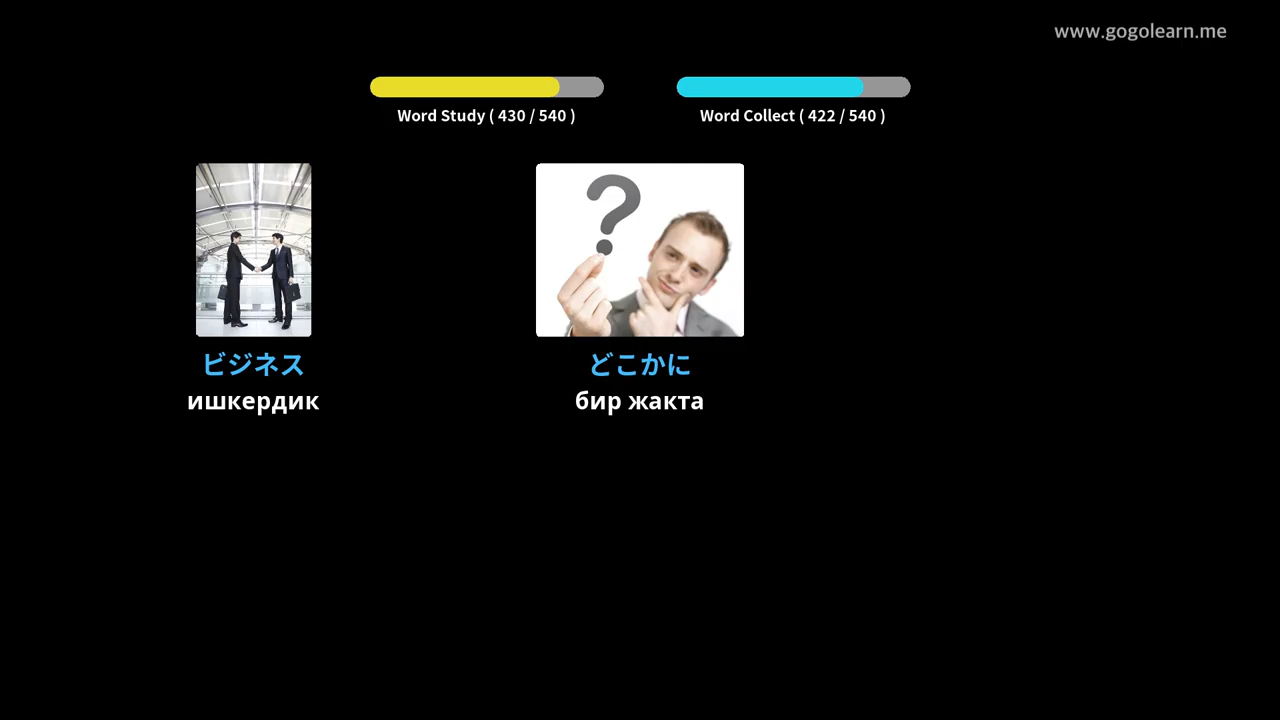 www.gogolearn.me
Word Study ( 430 / 540 )
Word Collect ( 422 / 540 )
ビジネス
ишкердик
どこかに
бир жакта